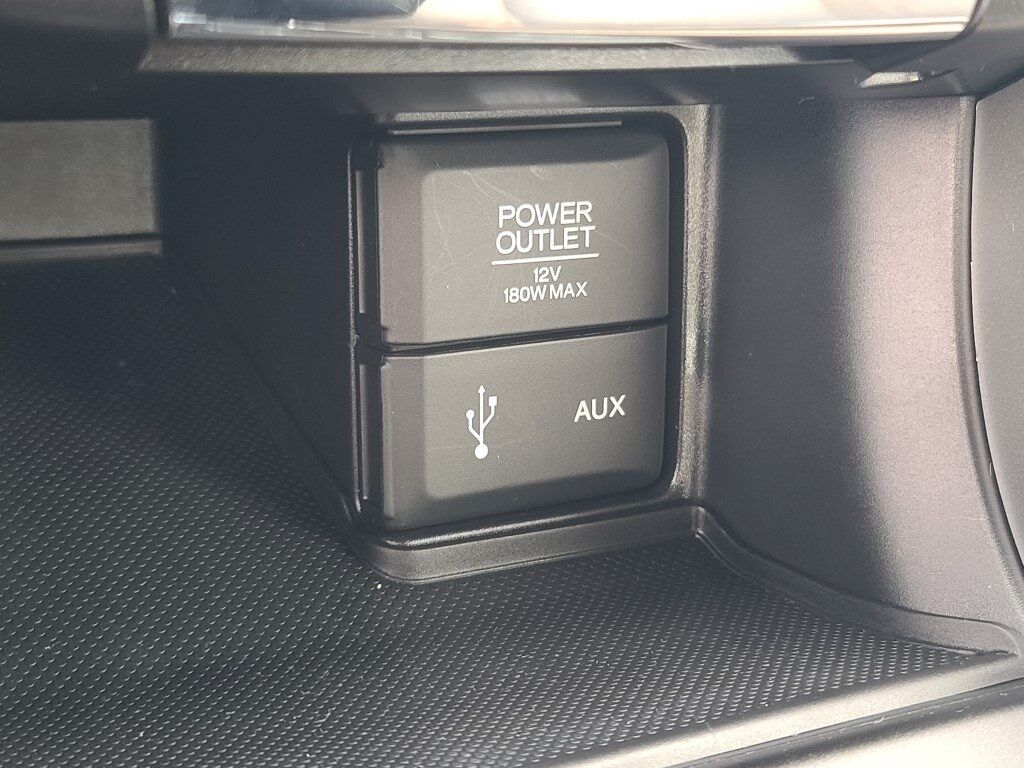 POWER
OUTLET
12V
180W MAX
AUX